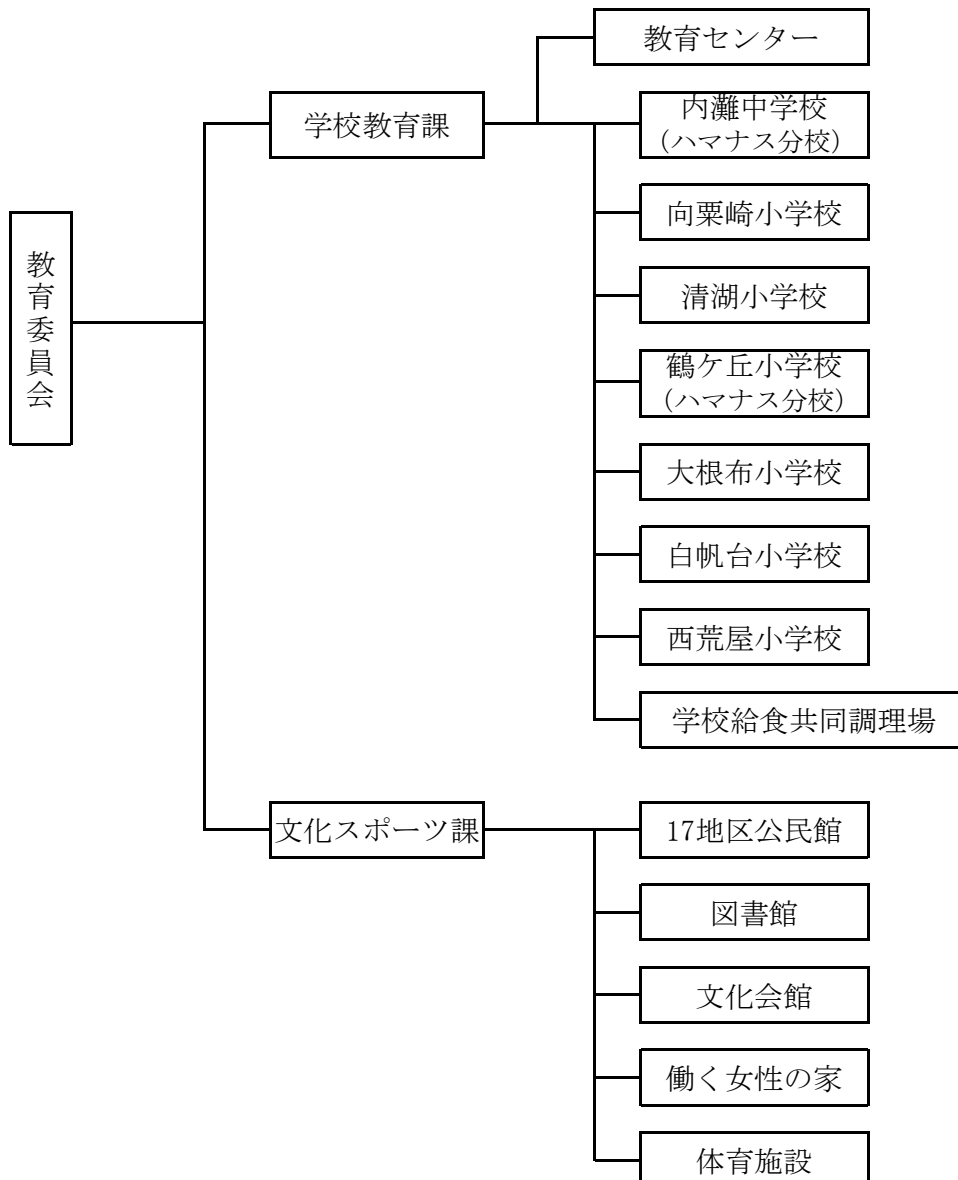 教育委員会
学校教育課
教育センター
内灘中学校
（ハマナス分校）
向粟崎小学校
清湖小学校
鶴ケ丘小学校
（ハマナス分校）
大根布小学校
白帆台小学校
西荒屋小学校
学校給食共同調理場
文化スポーツ課
17地区公民館
図書館
文化会館
働く女性の家
体育施設